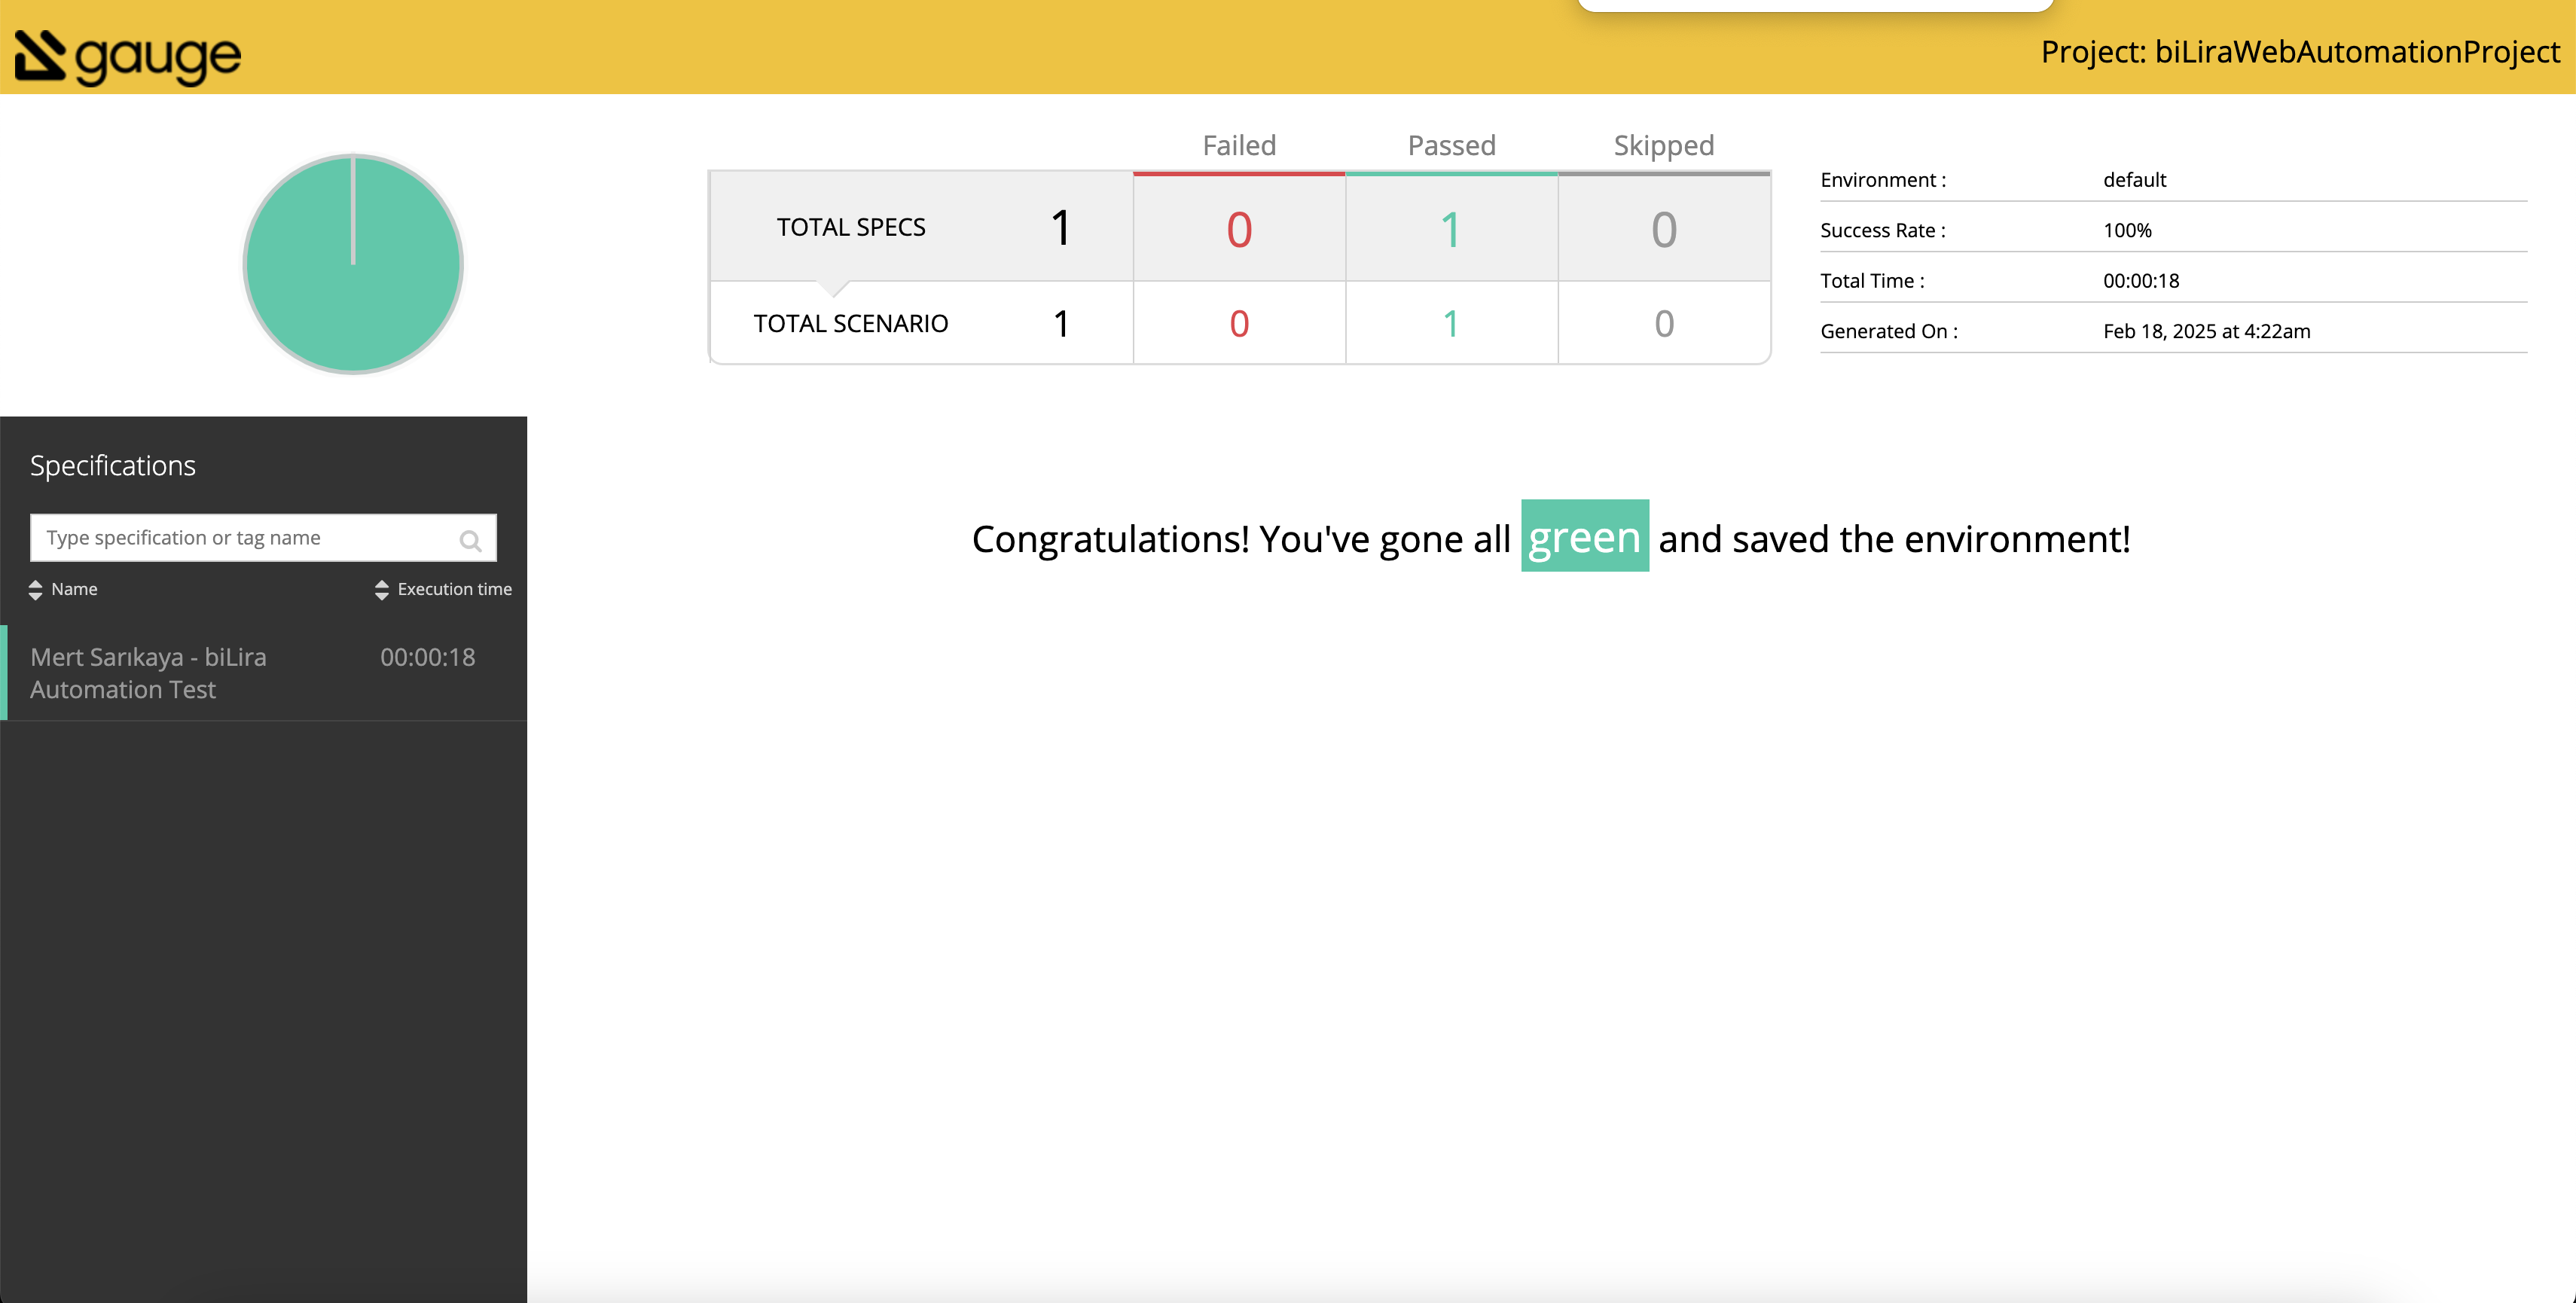 gauge
Project: biLiraWebAutomationProject
Failed Passed Skipped
TOTAL SPECS 1 0 1 0
TOTAL SCENARIO 1 0 1 0
Environment : default
Success Rate : 100%
Total Time : 00:00:18
Generated On : Feb 18, 2025 at 4:22am
Specifications
Type specification or tag name
Name Execution time
Mert Sarıkaya - biLira 00:00:18
Automation Test
Congratulations! You've gone all green and saved the environment!